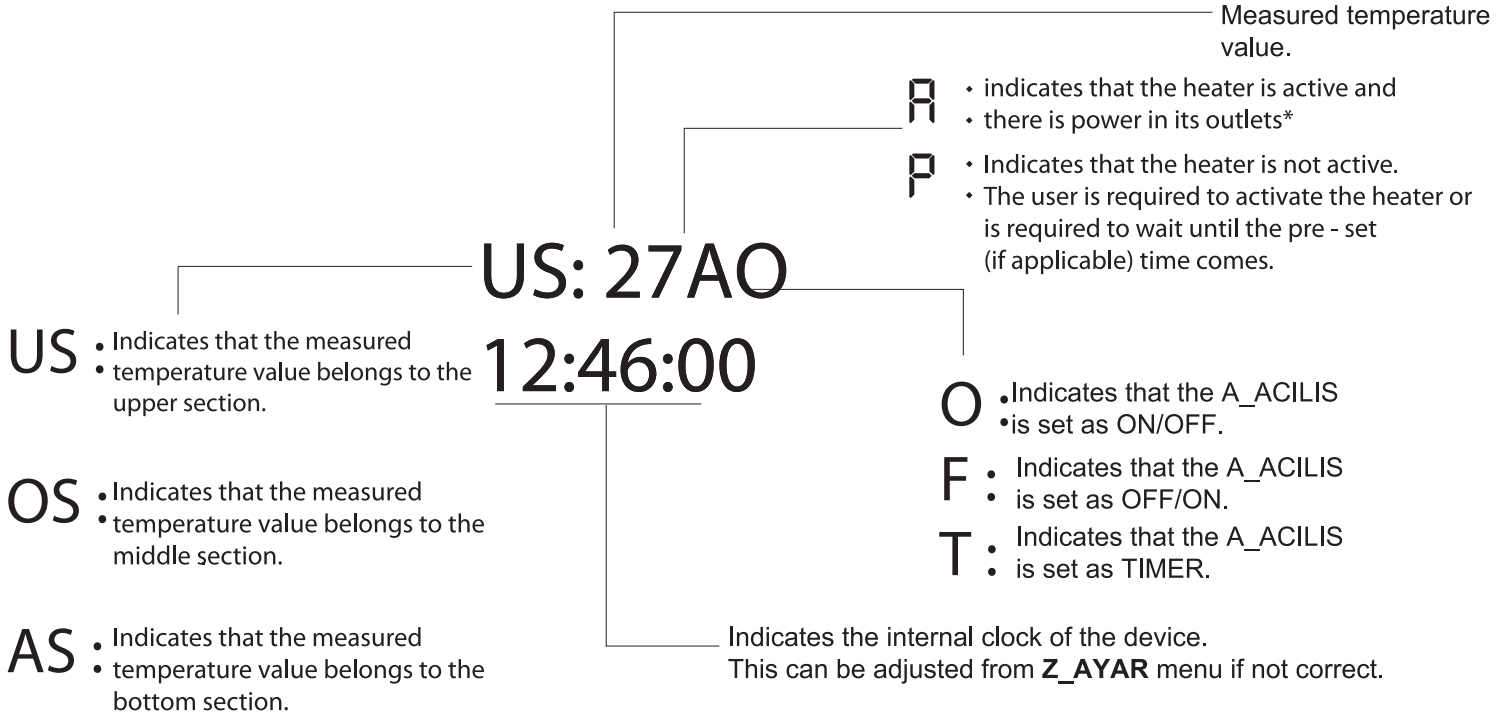 Measured temperature
value.
A • indicates that the heater is active and
• there is power in its outlets*
P • Indicates that the heater is not active.
• The user is required to activate the heater or
is required to wait until the pre - set
(if applicable) time comes.
US: 27AO
12:46:00
US : Indicates that the measured
temperature value belongs to the
upper section.
OS : Indicates that the measured
temperature value belongs to the
middle section.
AS : Indicates that the measured
temperature value belongs to the
bottom section.
O : Indicates that the A_ACILIS
is set as ON/OFF.
F : Indicates that the A_ACILIS
is set as OFF/ON.
T : Indicates that the A_ACILIS
is set as TIMER.
Indicates the internal clock of the device.
This can be adjusted from Z_AYAR menu if not correct.